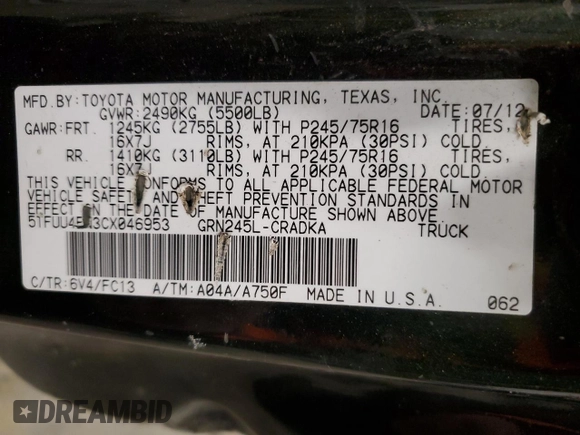 MFD.BY:TOYOTA MOTOR MANUFACTURING, TEXAS, INC.
GVWR:2490KG (5500LB) DATE:07/12
GAWR:FRT. 1245KG (2755LB) WITH P245/75R16 TIRES,
16X7J RIMS, AT 210KPA (30PSI) COLD.
RR. 1410KG (3110LB) WITH P245/75R16 TIRES,
16X7J RIMS, AT 210KPA (30PSI) COLD.
THIS VEHICLE CONFORMS TO ALL APPLICABLE FEDERAL MOTOR
VEHICLE SAFETY AND THEFT PREVENTION STANDARDS IN
EFFECT ON THE DATE OF MANUFACTURE SHOWN ABOVE.
GRN245L-CRADKA TRUCK
C/TR:6V4/FC13 A/TM:A04A/A750F MADE IN U.S.A. 062
DREAMBID